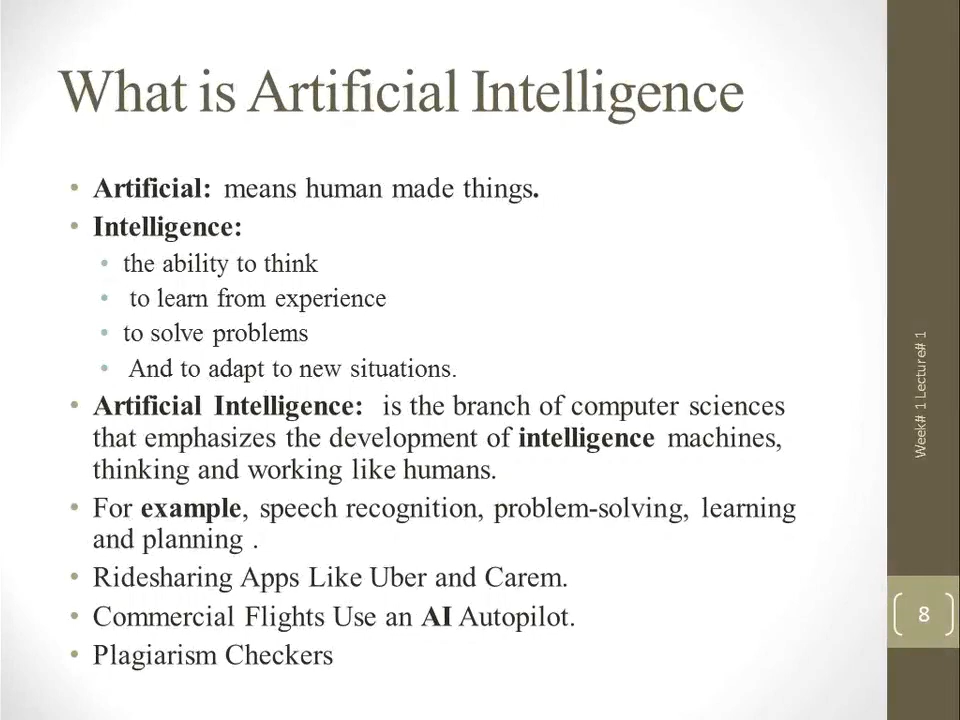 What is Artificial Intelligence
• Artificial: means human made things.
• Intelligence:
• the ability to think
• to learn from experience
• to solve problems
• And to adapt to new situations.
• Artificial Intelligence: is the branch of computer sciences
that emphasizes the development of intelligence machines,
thinking and working like humans.
• For example, speech recognition, problem-solving, learning
and planning .
• Ridesharing Apps Like Uber and Carem.
• Commercial Flights Use an AI Autopilot.
• Plagiarism Checkers
Week# 1 Lecture# 1
8